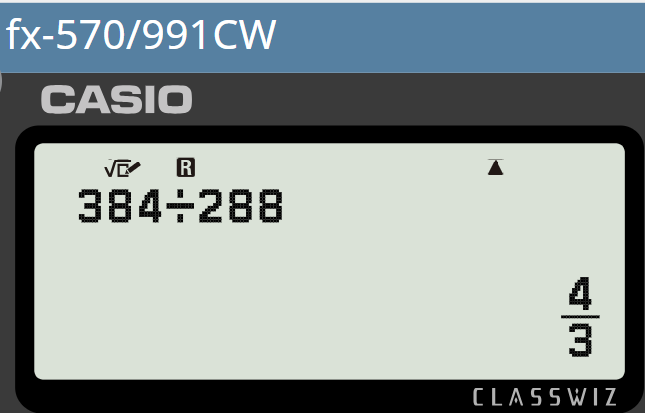 fx-570/991CW
CASIO
√□ R ▲
384÷288
4
3
CLASSWIZ